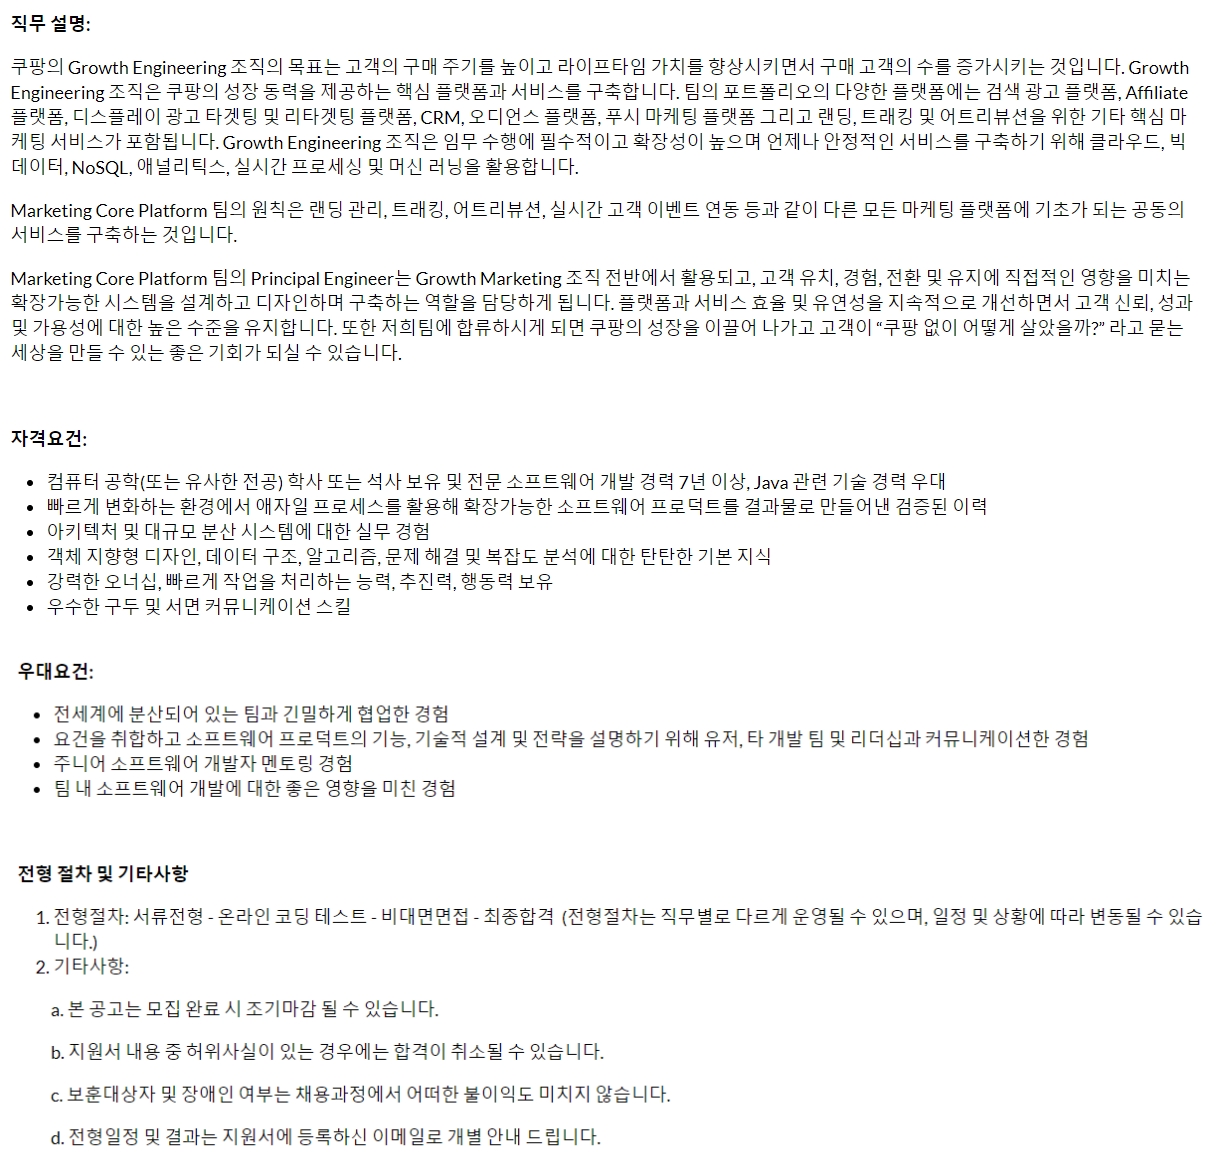 직무 설명:
쿠팡의 Growth Engineering 조직의 목표는 고객의 구매 주기를 높이고 라이프타임 가치를 향상시키면서 구매 고객의 수를 증가시키는 것입니다. Growth
Engineering 조직은 쿠팡의 성장 동력을 제공하는 핵심 플랫폼과 서비스를 구축합니다. 팀의 포트폴리오의 다양한 플랫폼에는 검색 광고 플랫폼, Affiliate
플랫폼, 디스플레이 광고 타겟팅 및 리타겟팅 플랫폼, CRM, 오디언스 플랫폼, 푸시 마케팅 플랫폼 그리고 랜딩, 트래킹 및 어트리뷰션을 위한 기타 핵심 마
케팅 서비스가 포함됩니다. Growth Engineering 조직은 임무 수행에 필수적이고 확장성이 높으며 언제나 안정적인 서비스를 구축하기 위해 클라우드, 빅
데이터, NoSQL, 애널리틱스, 실시간 프로세싱 및 머신 러닝을 활용합니다.
Marketing Core Platform 팀의 원칙은 랜딩 관리, 트래킹, 어트리뷰션, 실시간 고객 이벤트 연동 등과 같이 다른 모든 마케팅 플랫폼에 기초가 되는 공동의
서비스를 구축하는 것입니다.
Marketing Core Platform 팀의 Principal Engineer는 Growth Marketing 조직 전반에서 활용되고, 고객 유치, 경험, 전환 및 유지에 직접적인 영향을 미치는
확장가능한 시스템을 설계하고 디자인하며 구축하는 역할을 담당하게 됩니다. 플랫폼과 서비스 효율 및 유연성을 지속적으로 개선하면서 고객 신뢰, 성과
및 가용성에 대한 높은 수준을 유지합니다. 또한 저희팀에 합류하시게 되면 쿠팡의 성장을 이끌어 나가고 고객이 “쿠팡 없이 어떻게 살았을까?” 라고 묻는
세상을 만들 수 있는 좋은 기회가 되실 수 있습니다.
자격요건:
• 컴퓨터 공학(또는 유사한 전공) 학사 또는 석사 보유 및 전문 소프트웨어 개발 경력 7년 이상, Java 관련 기술 경력 우대
• 빠르게 변화하는 환경에서 애자일 프로세스를 활용해 확장가능한 소프트웨어 프로덕트를 결과물로 만들어낸 검증된 이력
• 아키텍처 및 대규모 분산 시스템에 대한 실무 경험
• 객체 지향형 디자인, 데이터 구조, 알고리즘, 문제 해결 및 복잡도 분석에 대한 탄탄한 기본 지식
• 강력한 오너십, 빠르게 작업을 처리하는 능력, 추진력, 행동력 보유
• 우수한 구두 및 서면 커뮤니케이션 스킬
우대요건:
• 전세계에 분산되어 있는 팀과 긴밀하게 협업한 경험
• 요건을 취합하고 소프트웨어 프로덕트의 기능, 기술적 설계 및 전략을 설명하기 위해 유저, 타 개발 팀 및 리더십과 커뮤니케이션한 경험
• 주니어 소프트웨어 개발자 멘토링 경험
• 팀 내 소프트웨어 개발에 대한 좋은 영향을 미친 경험
전형 절차 및 기타사항
1. 전형절차: 서류전형 - 온라인 코딩 테스트 - 비대면면접 - 최종합격 (전형절차는 직무별로 다르게 운영될 수 있으며, 일정 및 상황에 따라 변동될 수 있습
니다.)
2. 기타사항:
a. 본 공고는 모집 완료 시 조기마감 될 수 있습니다.
b. 지원서 내용 중 허위사실이 있는 경우에는 합격이 취소될 수 있습니다.
c. 보훈대상자 및 장애인 여부는 채용과정에서 어떠한 불이익도 미치지 않습니다.
d. 전형일정 및 결과는 지원서에 등록하신 이메일로 개별 안내 드립니다.